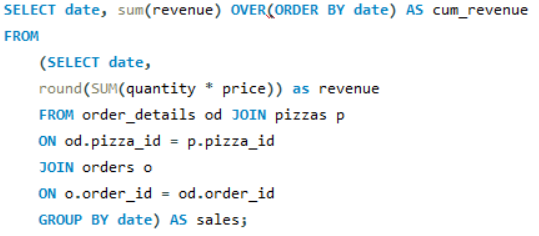 SELECT date, sum(revenue) OVER(ORDER BY date) AS cum_revenue
FROM
(SELECT date,
round(SUM(quantity * price)) as revenue
FROM order_details od JOIN pizzas p
ON od.pizza_id = p.pizza_id
JOIN orders o
ON o.order_id = od.order_id
GROUP BY date) AS sales;